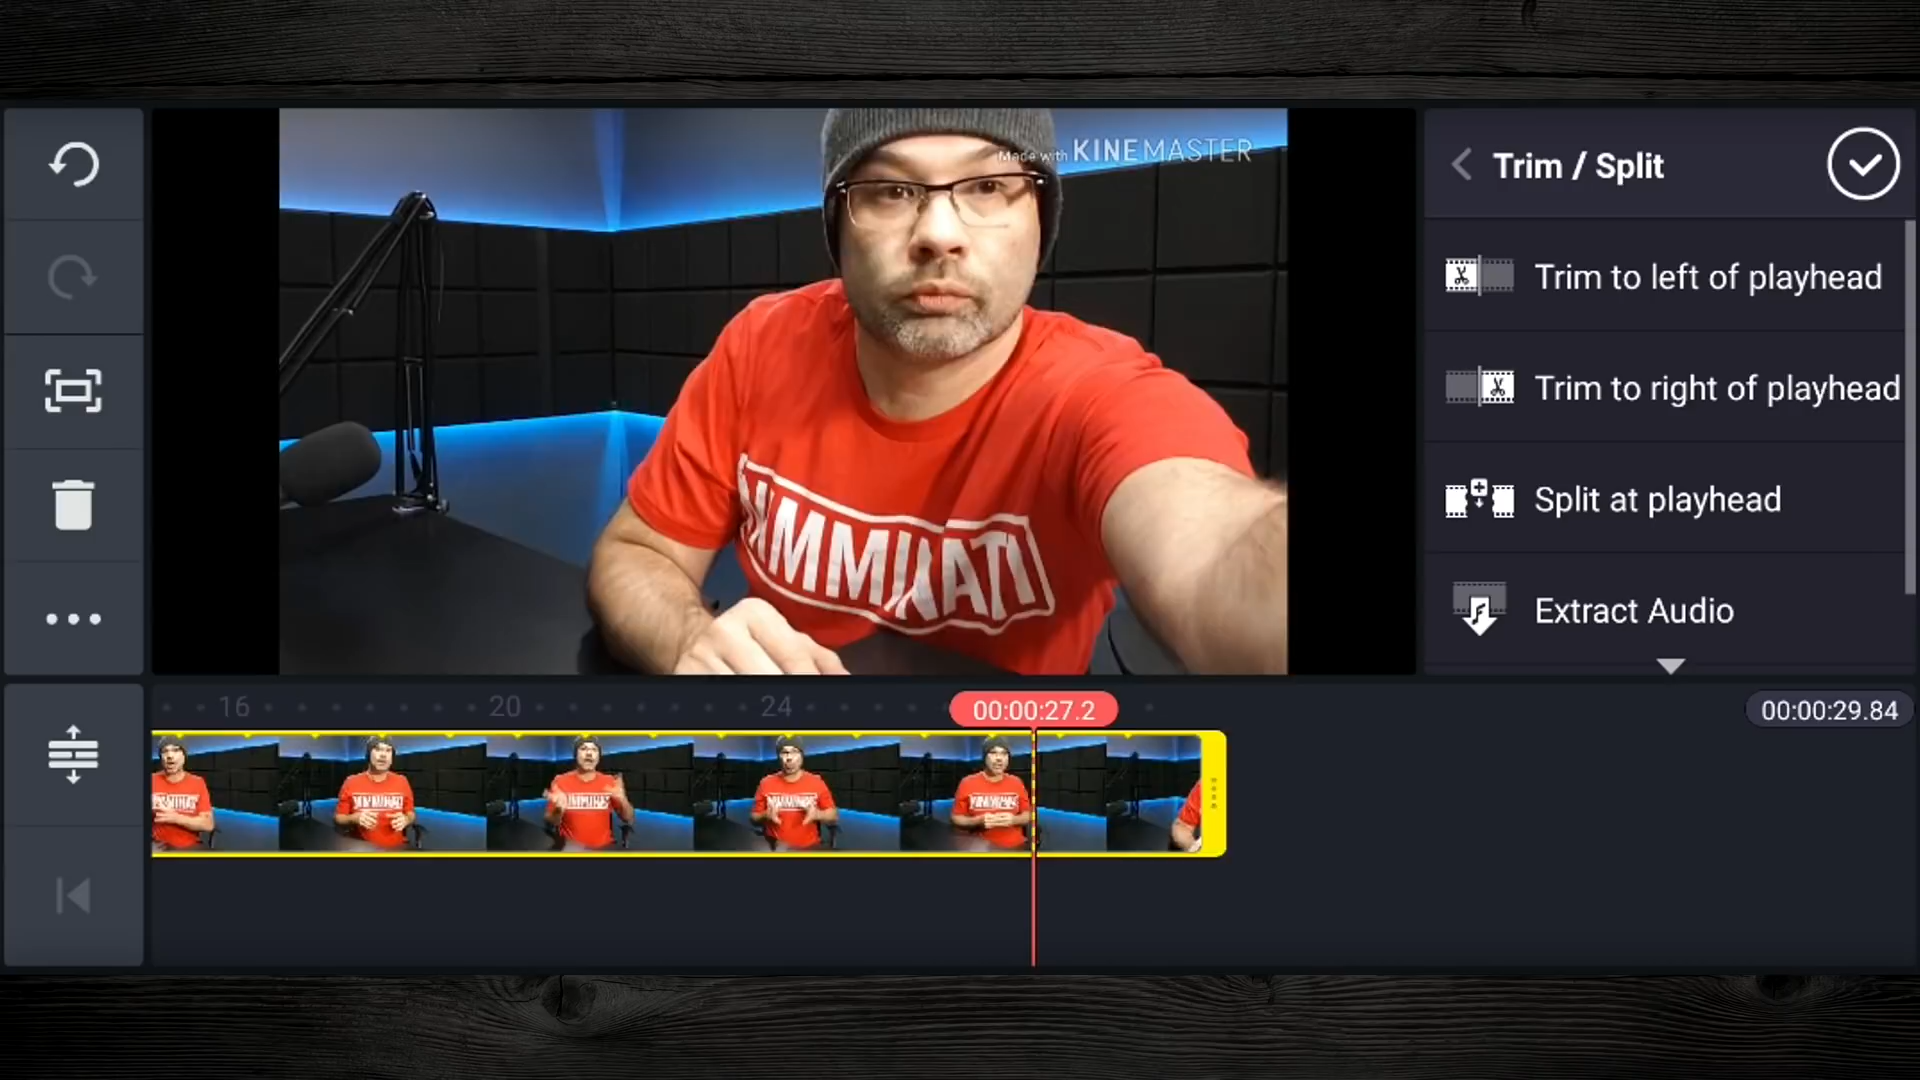 Made with KINEMASTER
Trim / Split
Trim to left of playhead
Trim to right of playhead
Split at playhead
Extract Audio
16
20
24
00:00:27.2
00:00:29.84